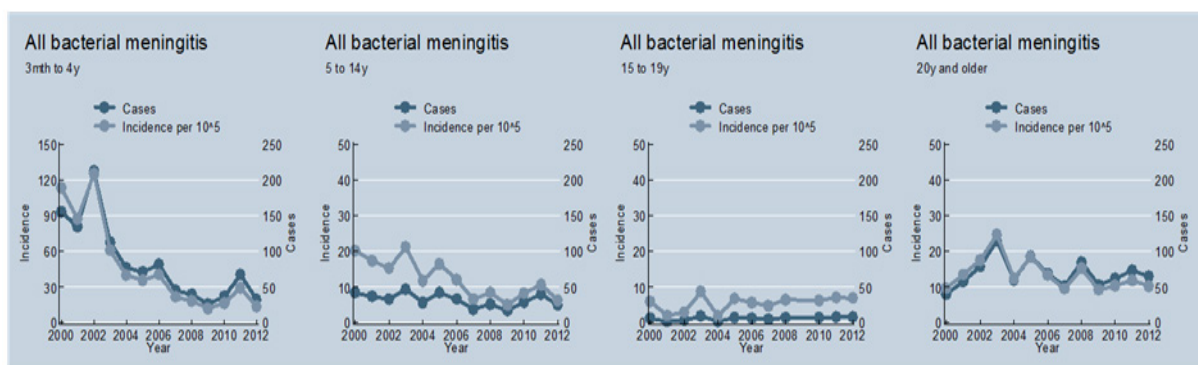 All bacterial meningitis
3mth to 4y
Cases
Incidence per 10^5
150
120
90
60
30
0
Incidence
250
200
150
100
50
0
Cases
2000 2002 2004 2006 2008 2010 2012
Year
All bacterial meningitis
5 to 14y
Cases
Incidence per 10^5
50
40
30
20
10
0
Incidence
250
200
150
100
50
0
Cases
2000 2002 2004 2006 2008 2010 2012
Year
All bacterial meningitis
15 to 19y
Cases
Incidence per 10^5
50
40
30
20
10
0
Incidence
250
200
150
100
50
0
Cases
2000 2002 2004 2006 2008 2010 2012
Year
All bacterial meningitis
20y and older
Cases
Incidence per 10^5
50
40
30
20
10
0
Incidence
250
200
150
100
50
0
Cases
2000 2002 2004 2006 2008 2010 2012
Year